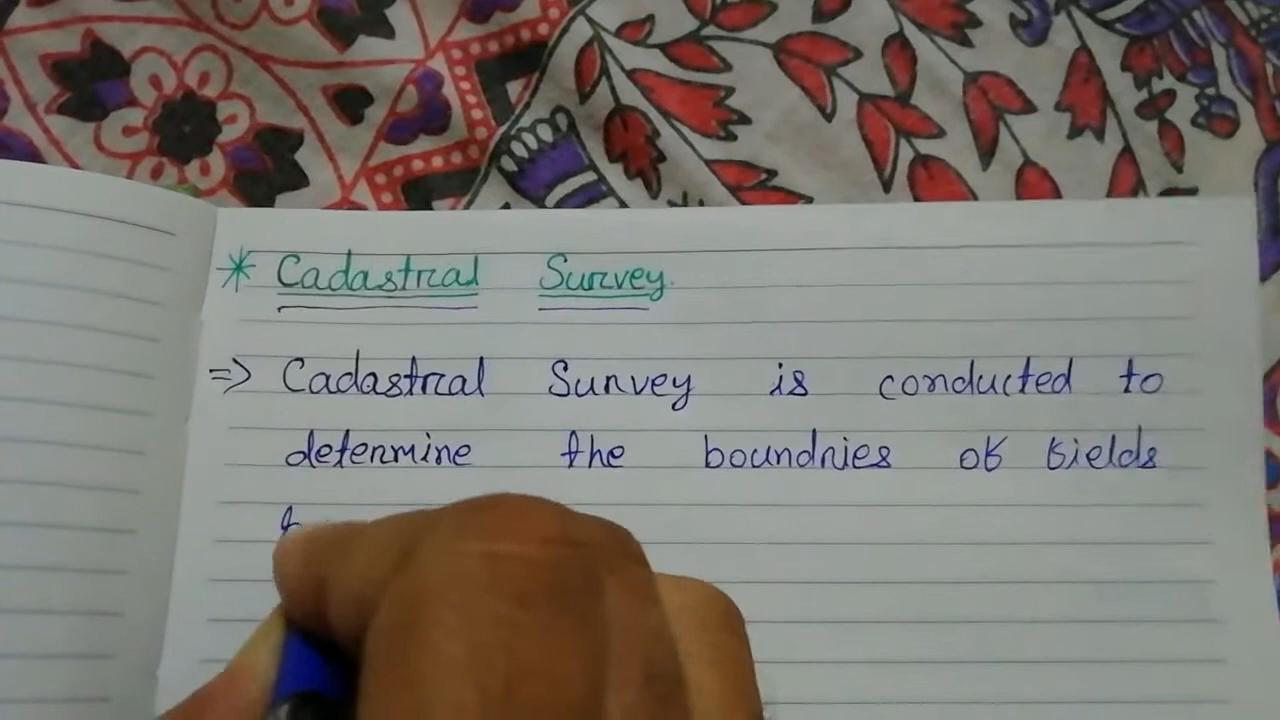 * Cadastral Survey.
=> Cadastral Survey is conducted to
determine the boundries of fields